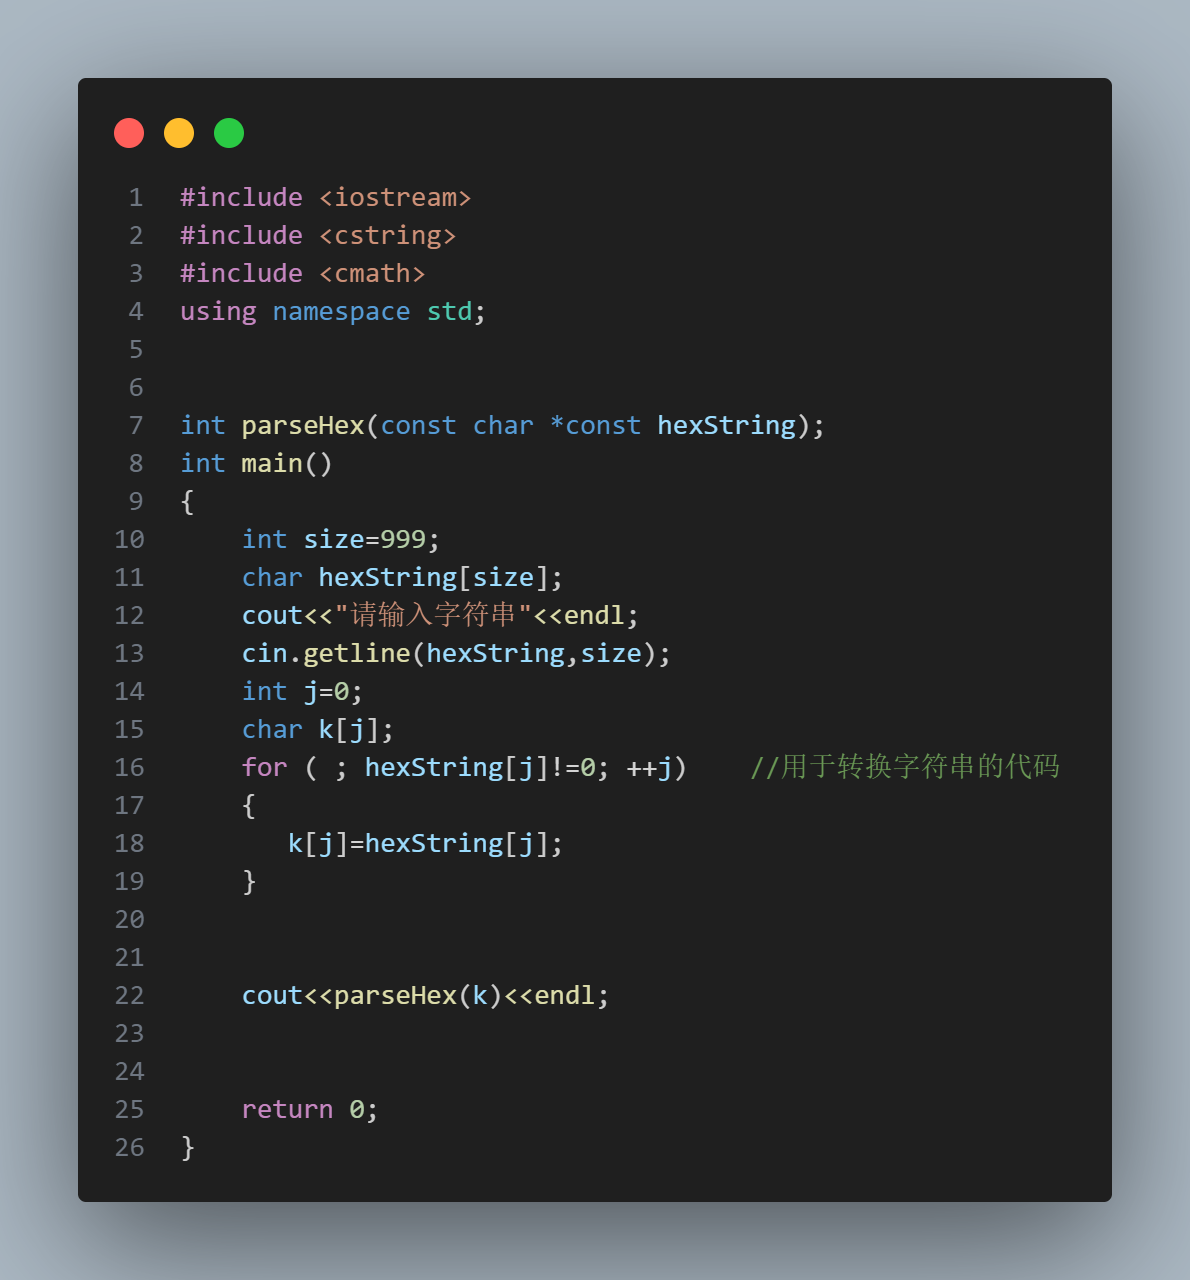 1 #include <iostream>
2 #include <cstring>
3 #include <cmath>
4 using namespace std;
5
6
7 int parseHex(const char *const hexString);
8 int main()
9 {
10     int size=999;
11     char hexString[size];
12     cout<<"请输入字符串"<<endl;
13     cin.getline(hexString,size);
14     int j=0;
15     char k[j];
16     for ( ; hexString[j]!=0; ++j)    //用于转换字符串的代码
17     {
18        k[j]=hexString[j];
19     }
20
21
22     cout<<parseHex(k)<<endl;
23
24
25     return 0;
26 }